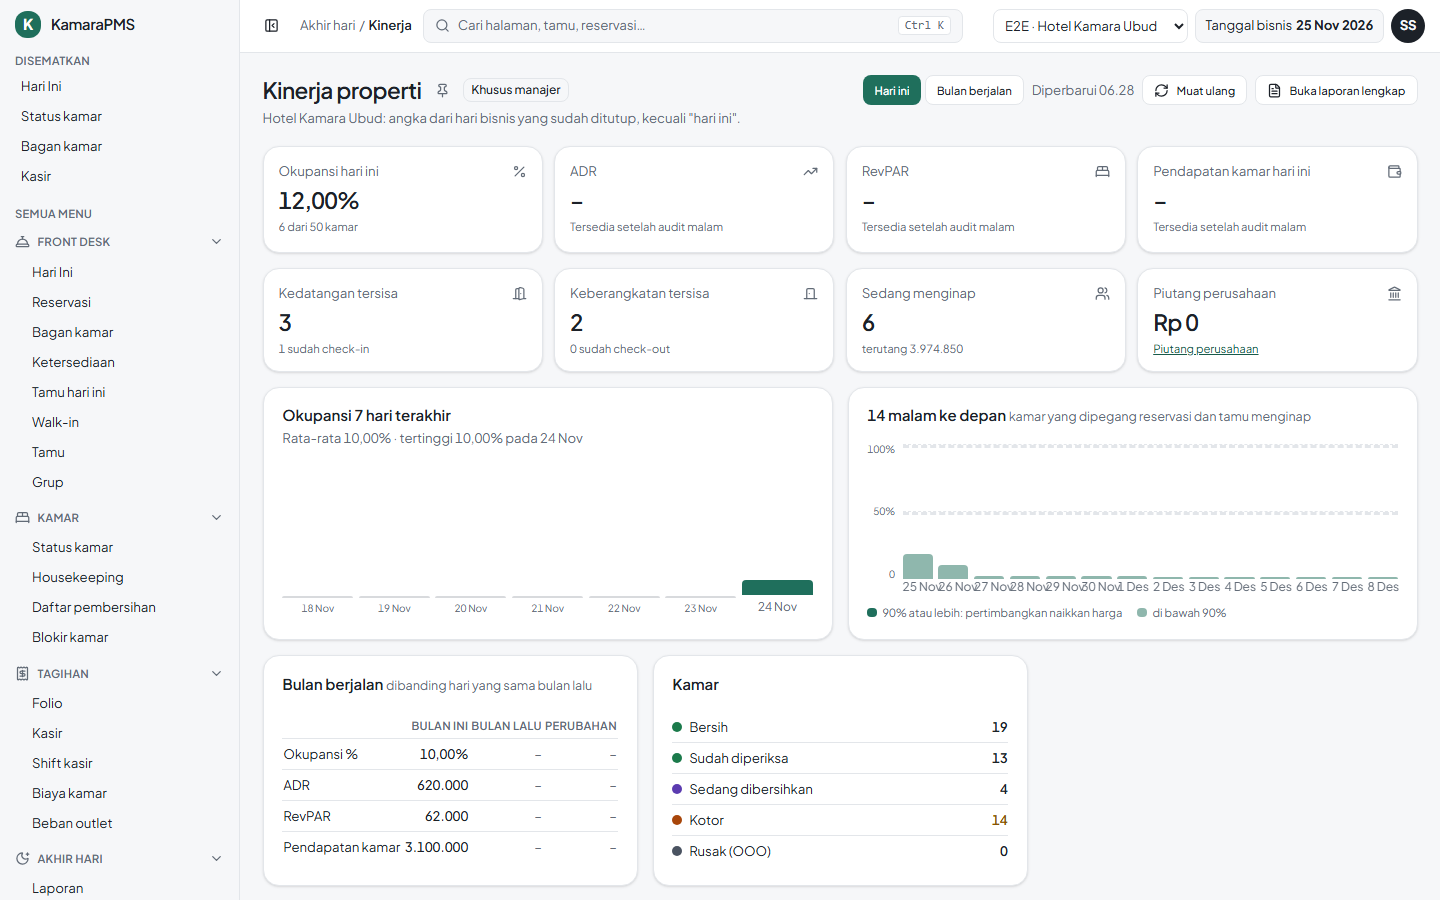 K KamaraPMS
DISEMATKAN
Hari Ini
Status kamar
Bagan kamar
Kasir
SEMUA MENU
FRONT DESK
Hari Ini
Reservasi
Bagan kamar
Ketersediaan
Tamu hari ini
Walk-in
Tamu
Grup
KAMAR
Status kamar
Housekeeping
Daftar pembersihan
Blokir kamar
TAGIHAN
Folio
Kasir
Shift kasir
Biaya kamar
Beban outlet
AKHIR HARI
Laporan
Akhir hari / Kinerja
Cari halaman, tamu, reservasi... Ctrl K
E2E · Hotel Kamara Ubud
Tanggal bisnis 25 Nov 2026
SS
Kinerja properti
Khusus manajer
Hari ini
Bulan berjalan
Diperbarui 06.28
Muat ulang
Buka laporan lengkap
Hotel Kamara Ubud: angka dari hari bisnis yang sudah ditutup, kecuali "hari ini".
Okupansi hari ini
12,00%
6 dari 50 kamar
ADR
–
Tersedia setelah audit malam
RevPAR
–
Tersedia setelah audit malam
Pendapatan kamar hari ini
–
Tersedia setelah audit malam
Kedatangan tersisa
3
1 sudah check-in
Keberangkatan tersisa
2
0 sudah check-out
Sedang menginap
6
terutang 3.974.850
Piutang perusahaan
Rp 0
Piutang perusahaan
Okupansi 7 hari terakhir
Rata-rata 10,00% · tertinggi 10,00% pada 24 Nov
18 Nov 19 Nov 20 Nov 21 Nov 22 Nov 23 Nov 24 Nov
14 malam ke depan kamar yang dipegang reservasi dan tamu menginap
100%
50%
0
25 Nov 26 Nov 27 Nov 28 Nov 29 Nov 30 Nov 1 Des 2 Des 3 Des 4 Des 5 Des 6 Des 7 Des 8 Des
90% atau lebih: pertimbangkan naikkan harga di bawah 90%
Bulan berjalan dibanding hari yang sama bulan lalu
BULAN INI BULAN LALU PERUBAHAN
Okupansi % 10,00% – –
ADR 620.000 – –
RevPAR 62.000 – –
Pendapatan kamar 3.100.000 – –
Kamar
Bersih 19
Sudah diperiksa 13
Sedang dibersihkan 4
Kotor 14
Rusak (OOO) 0